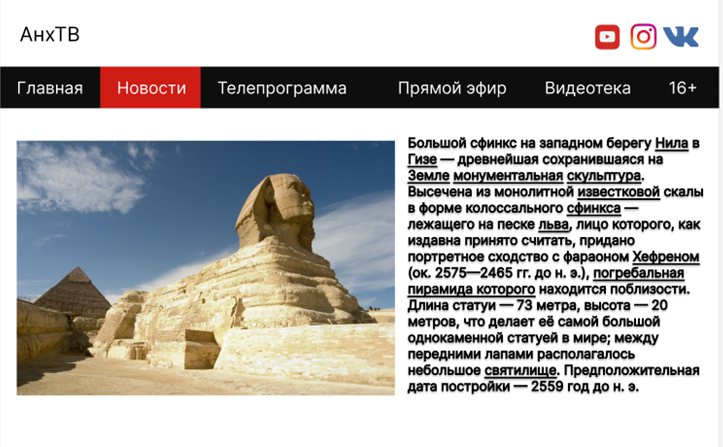 АнхТВ
Главная Новости Телепрограмма Прямой эфир Видеотека 16+
Большой сфинкс на западном берегу Нила в
Гизе — древнейшая сохранившаяся на
Земле монументальная скульптура.
Высечена из монолитной известковой скалы
в форме колоссального сфинкса —
лежащего на песке льва, лицо которого, как
издавна принято считать, придано
портретное сходство с фараоном Хефреном
(ок. 2575—2465 гг. до н. э.), погребальная
пирамида которого находится поблизости.
Длина статуи — 73 метра, высота — 20
метров, что делает её самой большой
однокаменной статуей в мире; между
передними лапами располагалось
небольшое святилище. Предположительная
дата постройки — 2559 год до н. э.